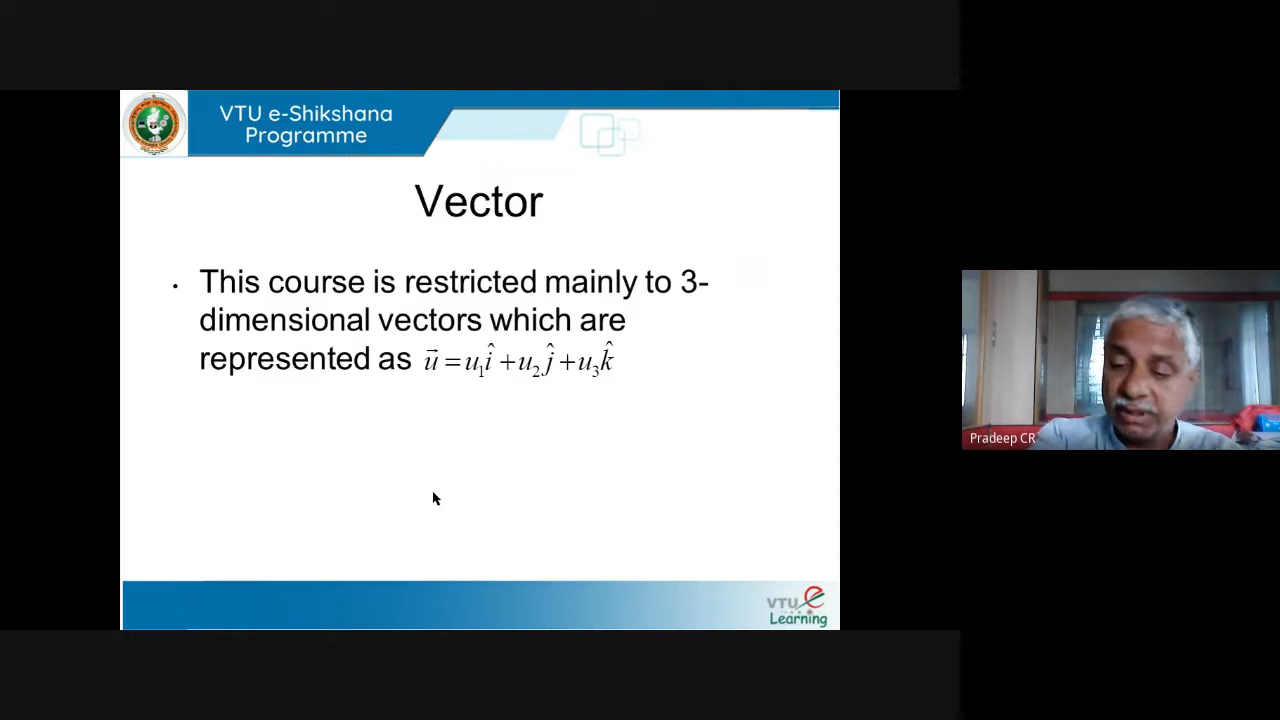 VTU e-Shikshana
Programme
Vector
• This course is restricted mainly to 3-
dimensional vectors which are
represented as u⃗ = u₁î + u₂ĵ + u₃k̂
Pradeep CR
VTU e
Learning